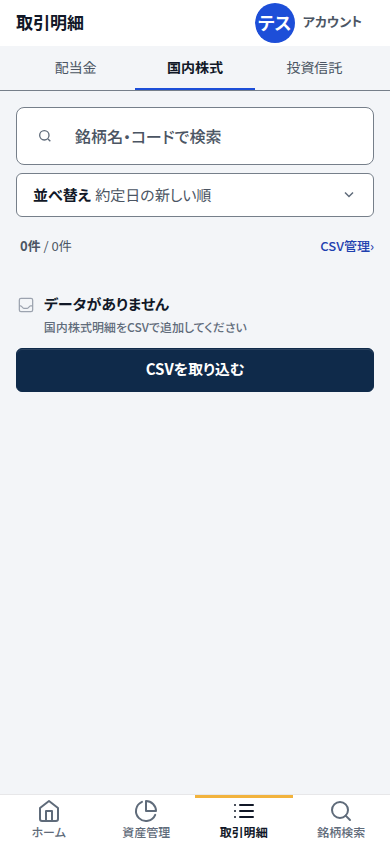 取引明細
テス アカウント
配当金 国内株式 投資信託
銘柄名・コードで検索
並べ替え 約定日の新しい順
0件 / 0件 CSV管理›
データがありません
国内株式明細をCSVで追加してください
CSVを取り込む
ホーム 資産管理 取引明細 銘柄検索